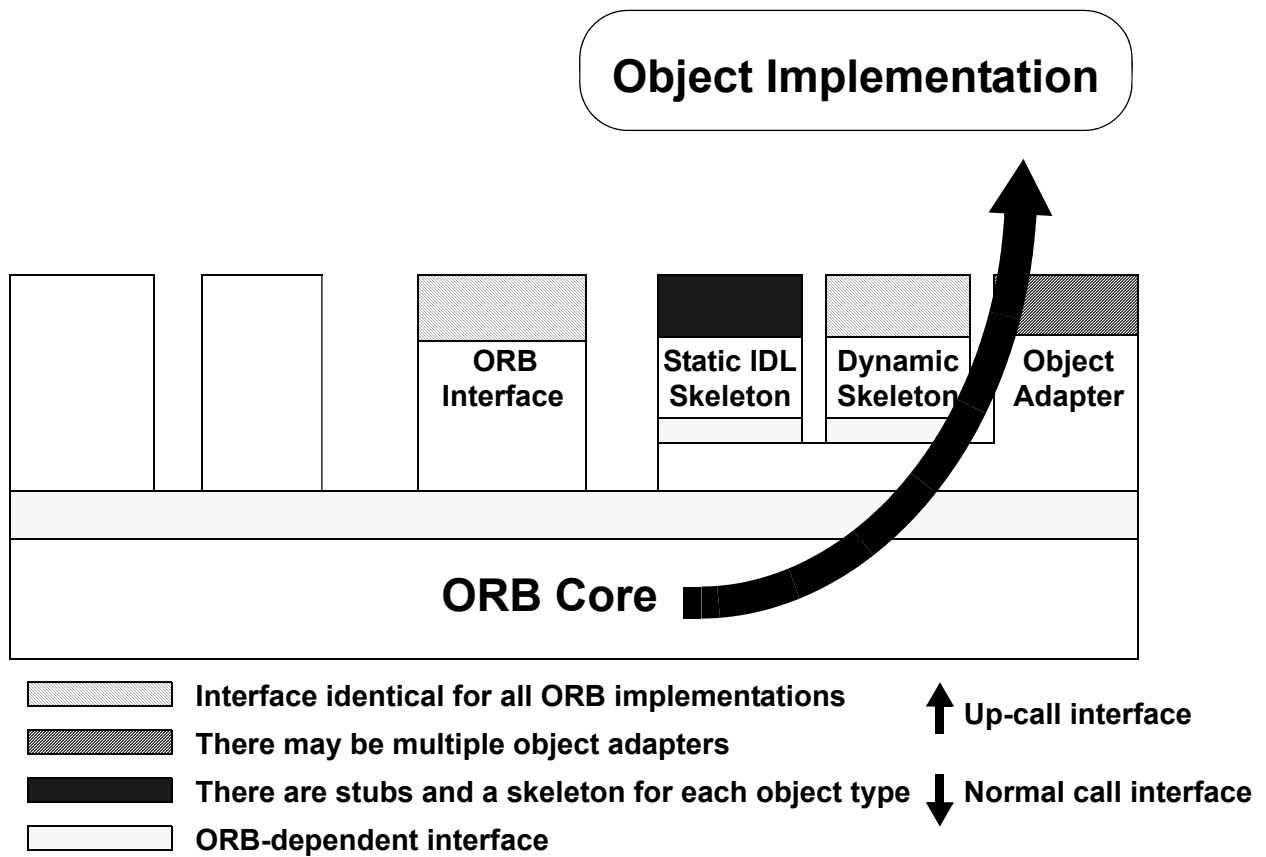 Object Implementation
ORB
Interface
Static IDL
Skeleton
Dynamic
Skeleton
Object
Adapter
ORB Core
Interface identical for all ORB implementations
There may be multiple object adapters
There are stubs and a skeleton for each object type
ORB-dependent interface
Up-call interface
Normal call interface